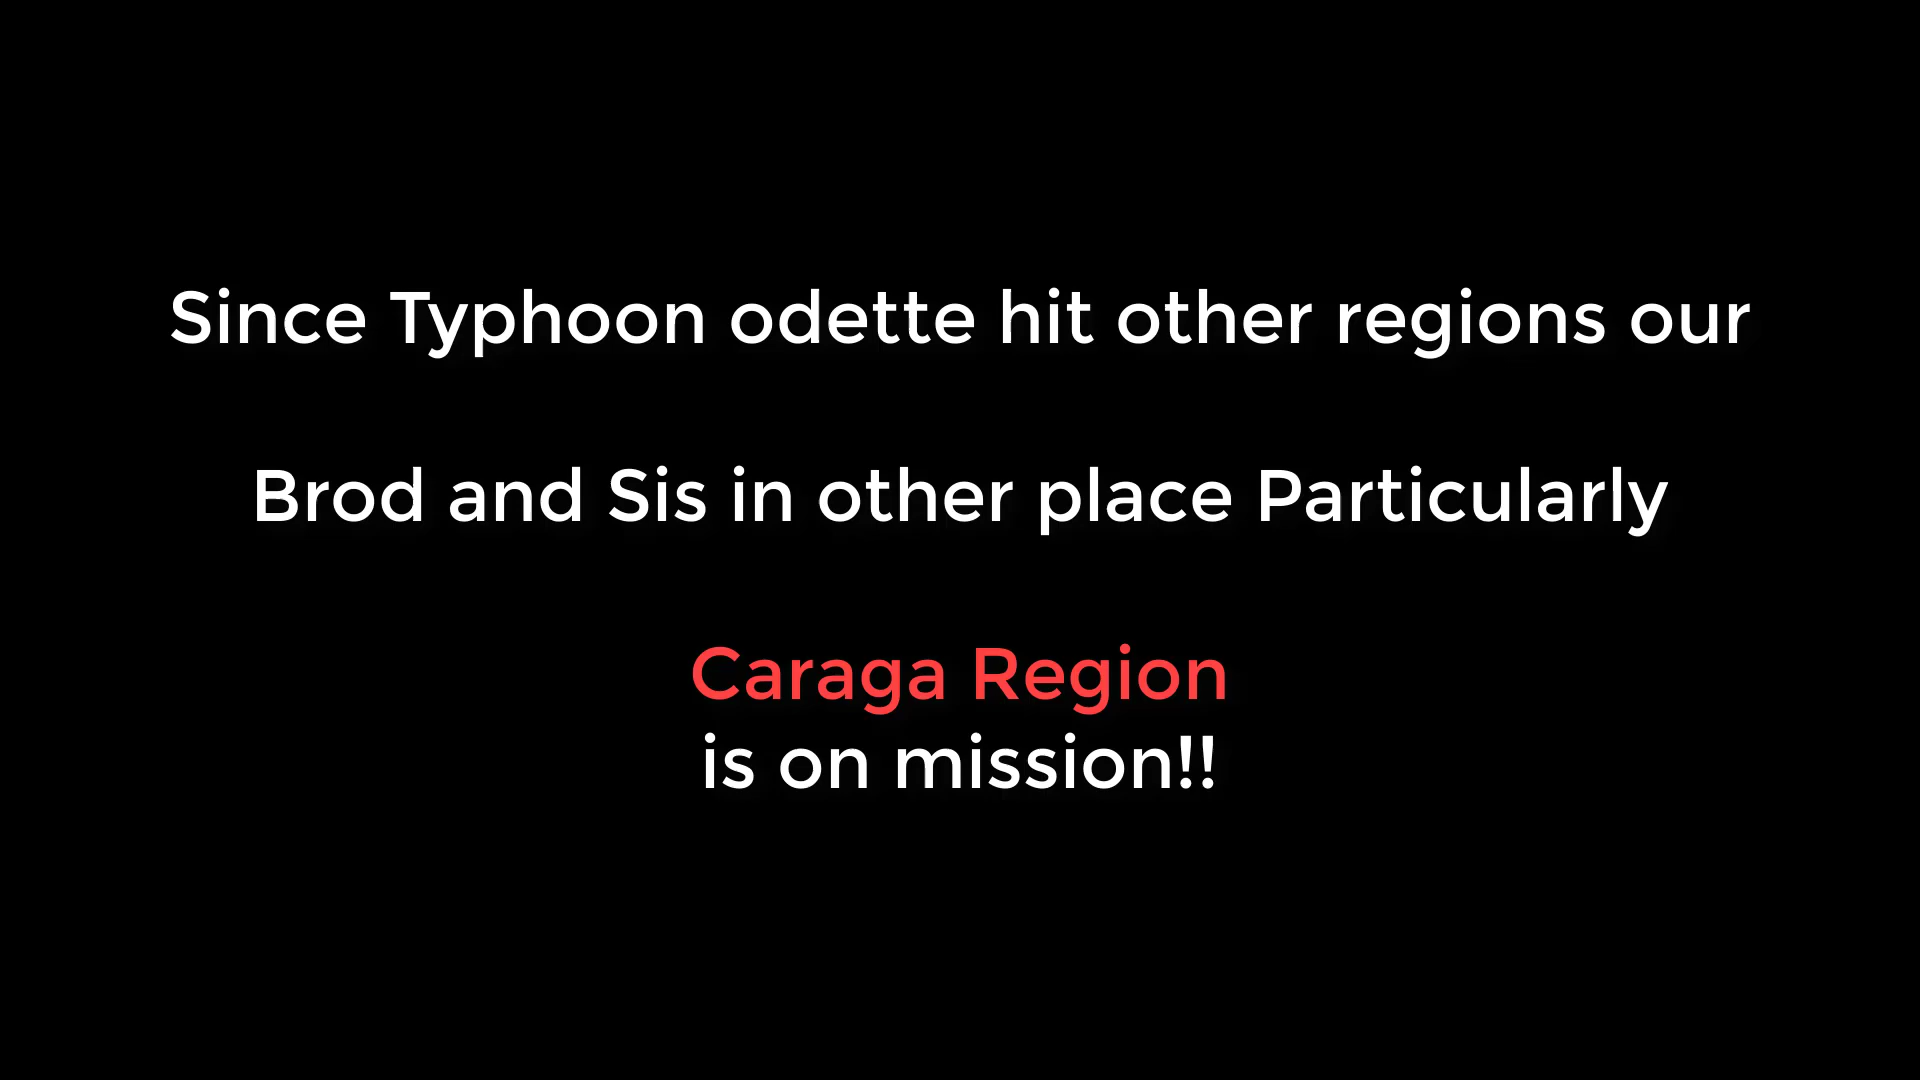 Since Typhoon odette hit other regions our
Brod and Sis in other place Particularly
Caraga Region
is on mission!!